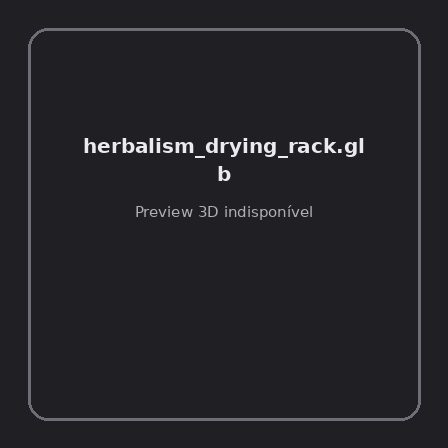 herbalism_drying_rack.gl
b
Preview 3D indisponível